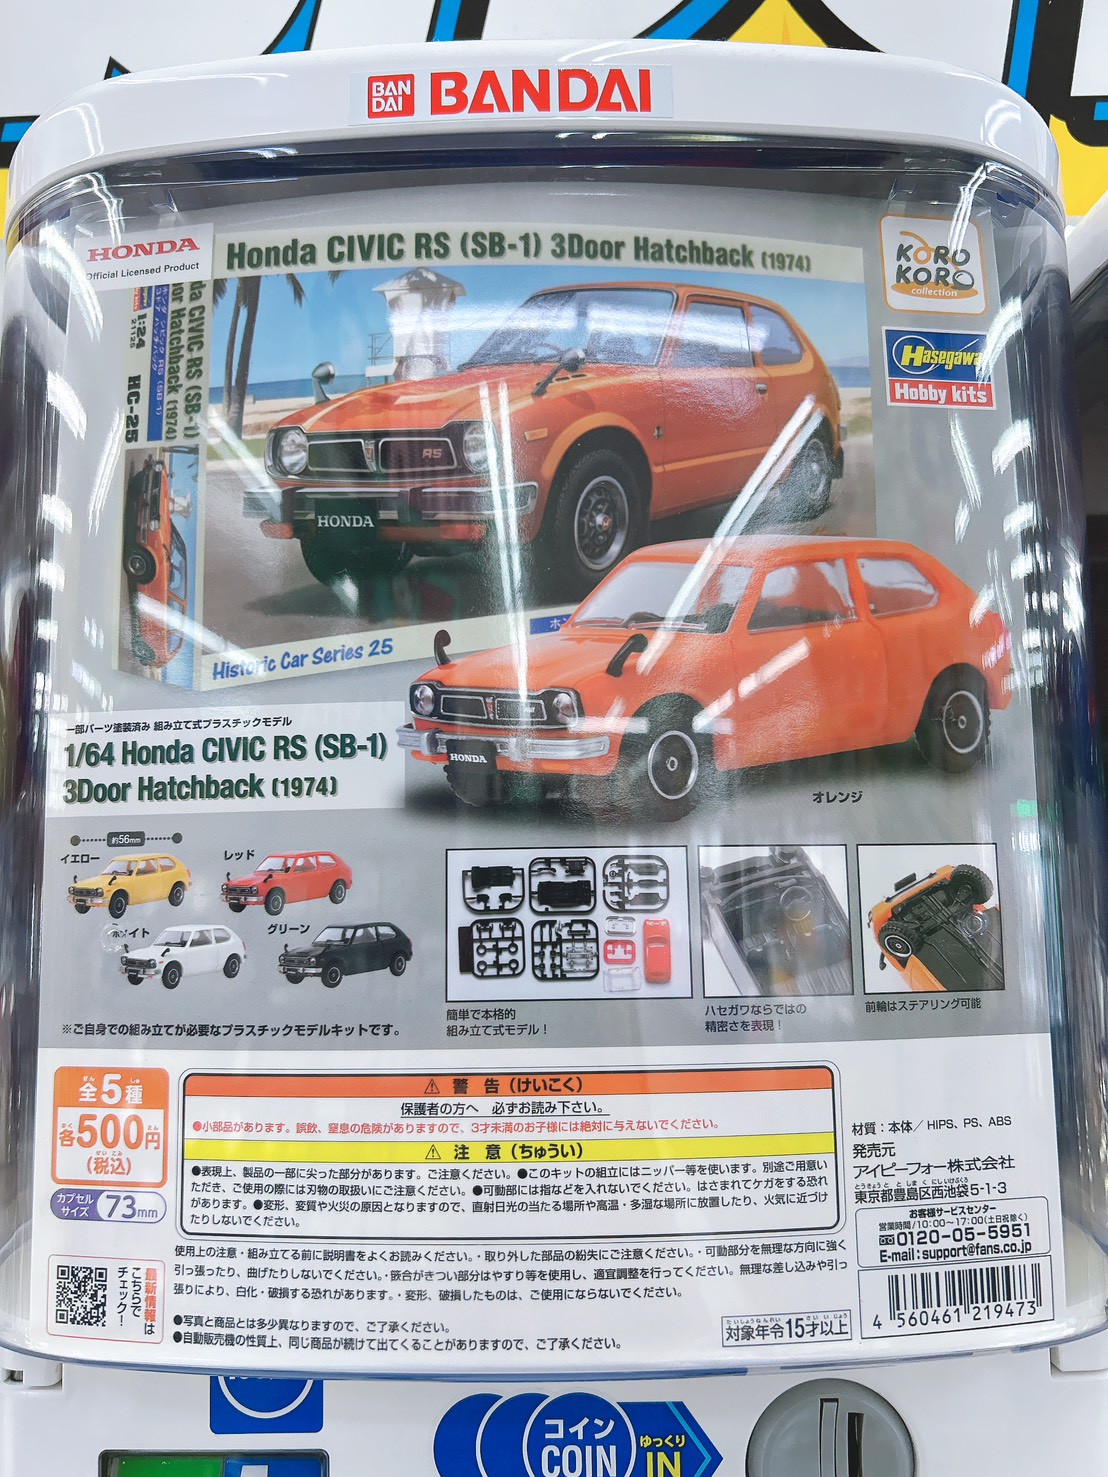 BAN
DAI
BANDAI
HONDA
Official Licensed Product
Honda CIVIC RS (SB-1) 3Door Hatchback (1974)
KORO
KORO
collection
Hasegawa
Hobby kits
1:24
21125
HC-25
RS
HONDA
Historic Car Series 25
一部パーツ塗装済み 組み立て式プラスチックモデル
1/64 Honda CIVIC RS (SB-1)
3Door Hatchback (1974)
HONDA
オレンジ
約56mm
イエロー
レッド
ホワイト
グリーン
※ご自身での組み立てが必要なプラスチックモデルキットです。
簡単で本格的
組み立て式モデル！
ハセガワならではの
精密さを表現！
前輪はステアリング可能
全5種
各500円
(税込)
カプセル
サイズ 73mm
⚠ 警 告 (けいこく)
保護者の方へ 必ずお読み下さい。
●小部品があります。誤飲、窒息の危険がありますので、3才未満のお子様には絶対に与えないでください。
⚠ 注 意 (ちゅうい)
●表現上、製品の一部に尖った部分があります。ご注意ください。●このキットの組立にはニッパー等を使います。別途ご用意い
ただき、ご使用の際には刃物の取扱いにご注意ください。●可動部には指などを入れないでください。はさまれてケガをする恐れ
があります。●変形、変質や火災の原因となりますので、直射日光の当たる場所や高温・多湿な場所に放置したり、火気に近づけ
たりしないでください。
使用上の注意・組み立てる前に説明書をよくお読みください。・取り外した部品の紛失にご注意ください。・可動部分を無理な方向に強く
引っ張ったり、曲げたりしないでください。・嵌合がきつい部分はやすり等を使用し、適宜調整を行ってください。無理な差し込みや引っ
張りにより、白化・破損する恐れがあります。・変形、破損したものは、ご使用にならないでください。
●写真と商品とは多少異なりますので、ご了承ください。
●自動販売機の性質上、同じ商品が続けて出てくることがありますので、ご了承ください。
最新情報は
こちらで
チェック！
材質：本体／HIPS、PS、ABS
発売元
アイピーフォー株式会社
東京都豊島区西池袋5-1-3
お客様サービスセンター
営業時間/10:00~17:00(土日祝除く)
0120-05-5951
E-mail：support@fans.co.jp
対象年令15才以上
4 560461 219473
コイン
COIN
ゆっくり
IN